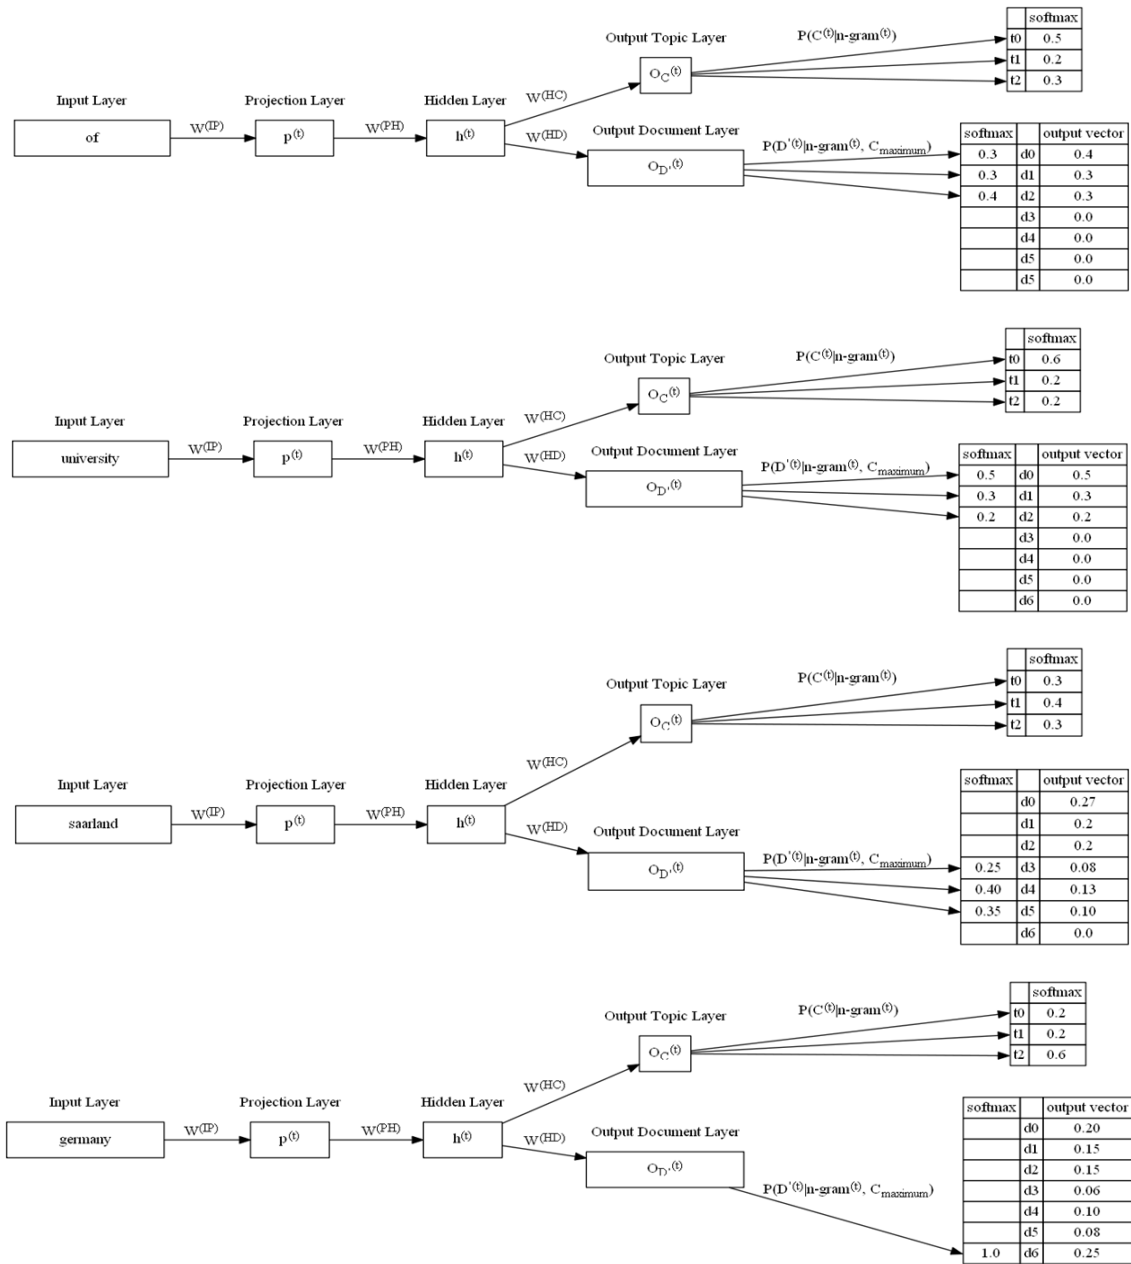 softmax
Output Topic Layer P(C(t)|n-gram(t)) t0 0.5
O_C(t) t1 0.2
t2 0.3
Input Layer Projection Layer Hidden Layer W(HC)
of W(IP) p(t) W(PH) h(t) W(HD) Output Document Layer
O_D'(t) P(D'(t)|n-gram(t), C_maximum)
softmax output vector
0.3 d0 0.4
0.3 d1 0.3
0.4 d2 0.3
d3 0.0
d4 0.0
d5 0.0
d5 0.0
softmax
Output Topic Layer P(C(t)|n-gram(t)) t0 0.6
O_C(t) t1 0.2
t2 0.2
Input Layer Projection Layer Hidden Layer W(HC)
university W(IP) p(t) W(PH) h(t) W(HD) Output Document Layer
O_D'(t) P(D'(t)|n-gram(t), C_maximum)
softmax output vector
0.5 d0 0.5
0.3 d1 0.3
0.2 d2 0.2
d3 0.0
d4 0.0
d5 0.0
d6 0.0
softmax
Output Topic Layer P(C(t)|n-gram(t)) t0 0.3
O_C(t) t1 0.4
t2 0.3
Input Layer Projection Layer Hidden Layer W(HC)
saarland W(IP) p(t) W(PH) h(t) W(HD) Output Document Layer
O_D'(t) P(D'(t)|n-gram(t), C_maximum)
softmax output vector
d0 0.27
d1 0.2
d2 0.2
0.25 d3 0.08
0.40 d4 0.13
0.35 d5 0.10
d6 0.0
softmax
Output Topic Layer P(C(t)|n-gram(t)) t0 0.2
O_C(t) t1 0.2
t2 0.6
Input Layer Projection Layer Hidden Layer W(HC)
germany W(IP) p(t) W(PH) h(t) W(HD) Output Document Layer
O_D'(t) P(D'(t)|n-gram(t), C_maximum)
softmax output vector
d0 0.20
d1 0.15
d2 0.15
d3 0.06
d4 0.10
d5 0.08
1.0 d6 0.25